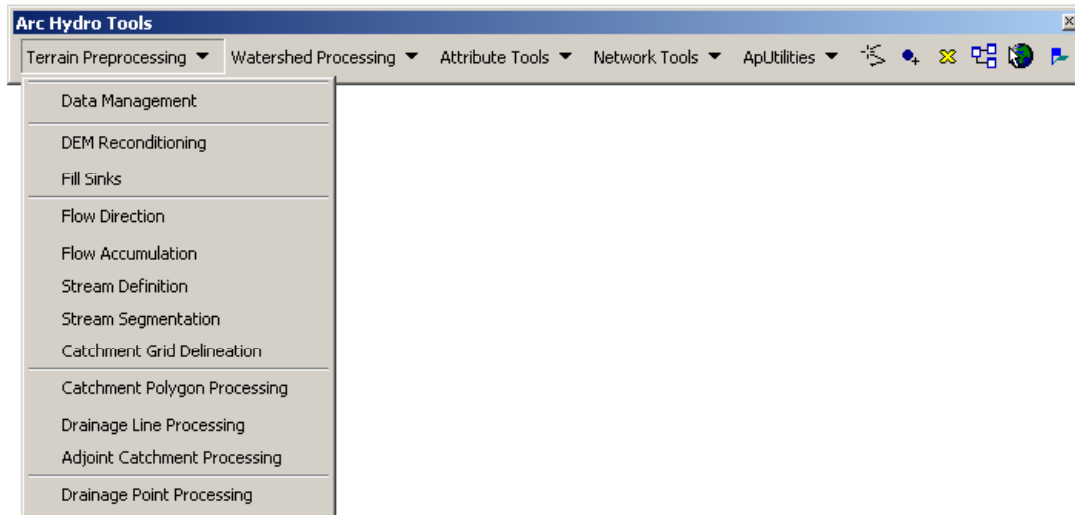 Arc Hydro Tools
Terrain Preprocessing Watershed Processing Attribute Tools Network Tools ApUtilities
Data Management
DEM Reconditioning
Fill Sinks
Flow Direction
Flow Accumulation
Stream Definition
Stream Segmentation
Catchment Grid Delineation
Catchment Polygon Processing
Drainage Line Processing
Adjoint Catchment Processing
Drainage Point Processing